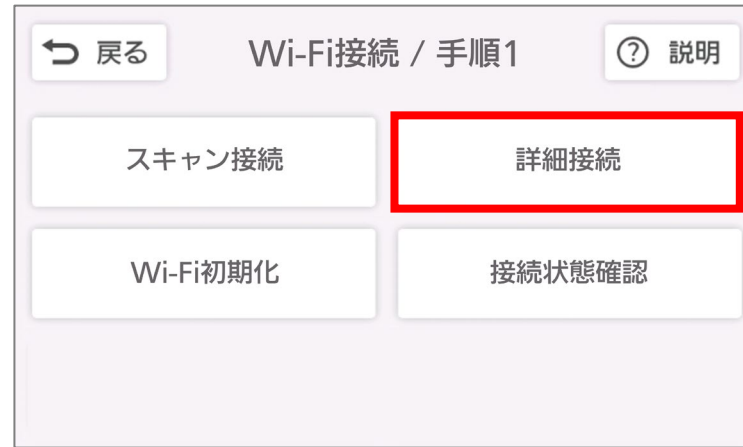 戻る
Wi-Fi接続 / 手順1
? 説明
スキャン接続
詳細接続
Wi-Fi初期化
接続状態確認